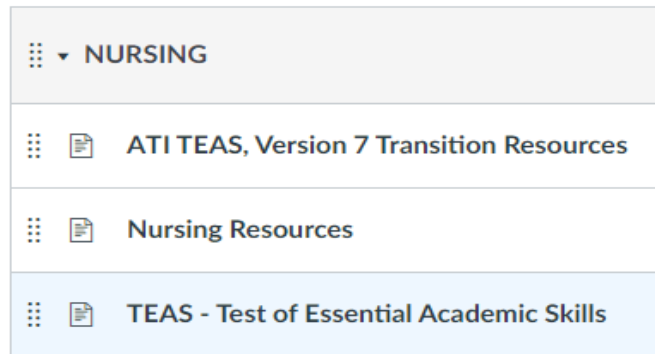 NURSING
ATI TEAS, Version 7 Transition Resources
Nursing Resources
TEAS - Test of Essential Academic Skills